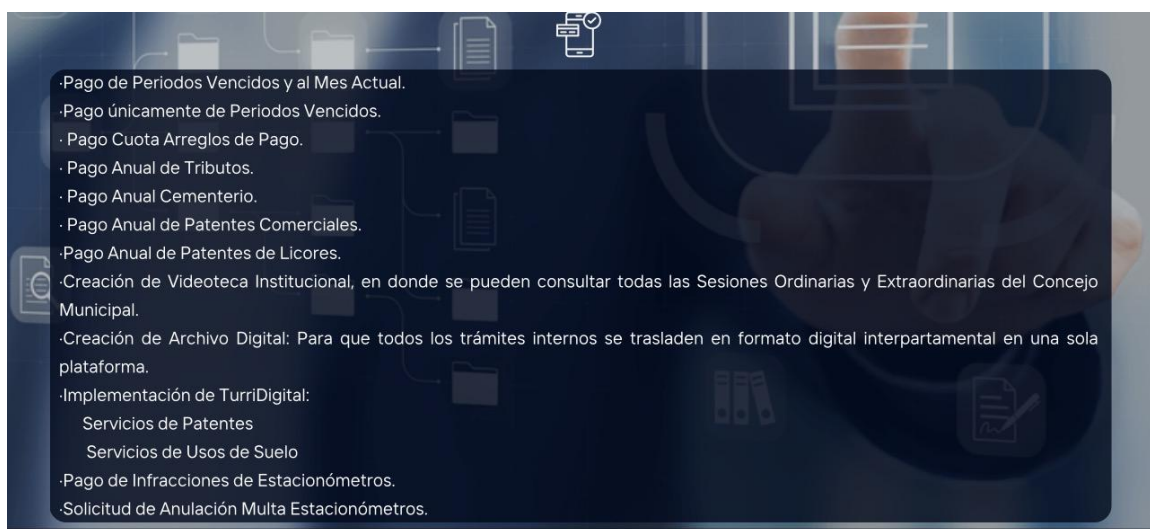 ·Pago de Periodos Vencidos y al Mes Actual.
·Pago únicamente de Periodos Vencidos.
· Pago Cuota Arreglos de Pago.
· Pago Anual de Tributos.
· Pago Anual Cementerio.
· Pago Anual de Patentes Comerciales.
·Pago Anual de Patentes de Licores.
·Creación de Videoteca Institucional, en donde se pueden consultar todas las Sesiones Ordinarias y Extraordinarias del Concejo
Municipal.
·Creación de Archivo Digital: Para que todos los trámites internos se trasladen en formato digital interpartamental en una sola
plataforma.
·Implementación de TurriDigital:
Servicios de Patentes
Servicios de Usos de Suelo
·Pago de Infracciones de Estacionómetros.
·Solicitud de Anulación Multa Estacionómetros.